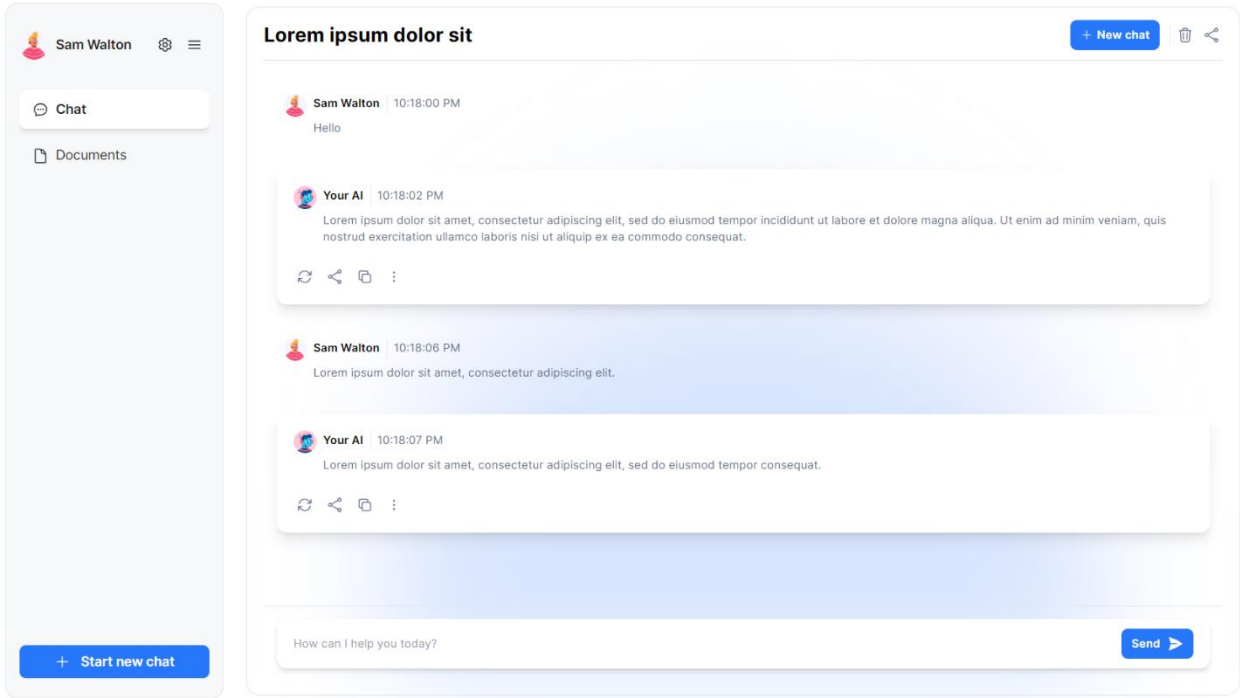 Sam Walton
Chat
Documents
+ Start new chat
Lorem ipsum dolor sit
+ New chat
Sam Walton 10:18:00 PM
Hello
Your AI 10:18:02 PM
Lorem ipsum dolor sit amet, consectetur adipiscing elit, sed do eiusmod tempor incididunt ut labore et dolore magna aliqua. Ut enim ad minim veniam, quis
nostrud exercitation ullamco laboris nisi ut aliquip ex ea commodo consequat.
Sam Walton 10:18:06 PM
Lorem ipsum dolor sit amet, consectetur adipiscing elit.
Your AI 10:18:07 PM
Lorem ipsum dolor sit amet, consectetur adipiscing elit, sed do eiusmod tempor consequat.
How can I help you today?
Send